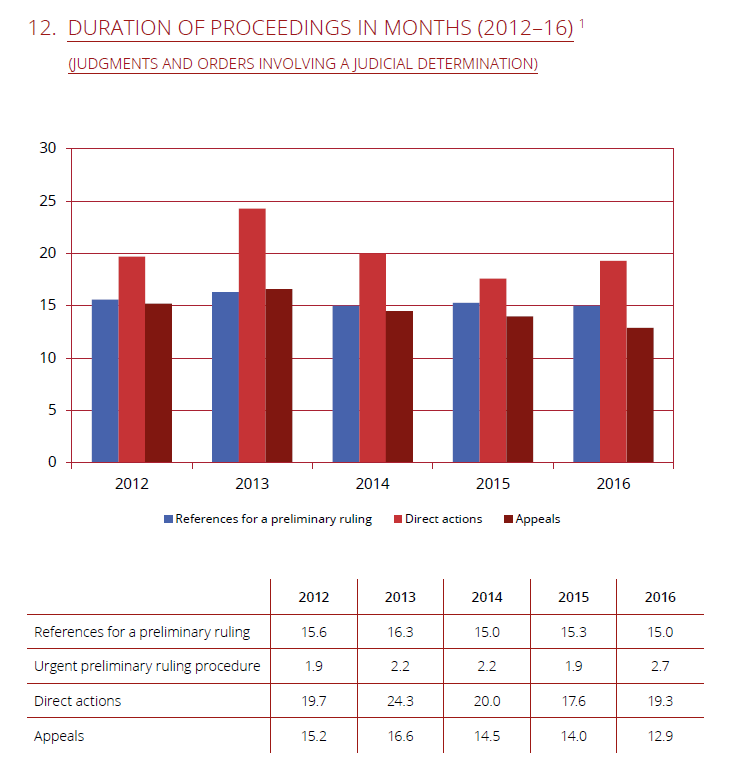 12. DURATION OF PROCEEDINGS IN MONTHS (2012–16) 1
(JUDGMENTS AND ORDERS INVOLVING A JUDICIAL DETERMINATION)
30
25
20
15
10
5
0
2012 2013 2014 2015 2016
References for a preliminary ruling Direct actions Appeals
2012 2013 2014 2015 2016
References for a preliminary ruling 15.6 16.3 15.0 15.3 15.0
Urgent preliminary ruling procedure 1.9 2.2 2.2 1.9 2.7
Direct actions 19.7 24.3 20.0 17.6 19.3
Appeals 15.2 16.6 14.5 14.0 12.9